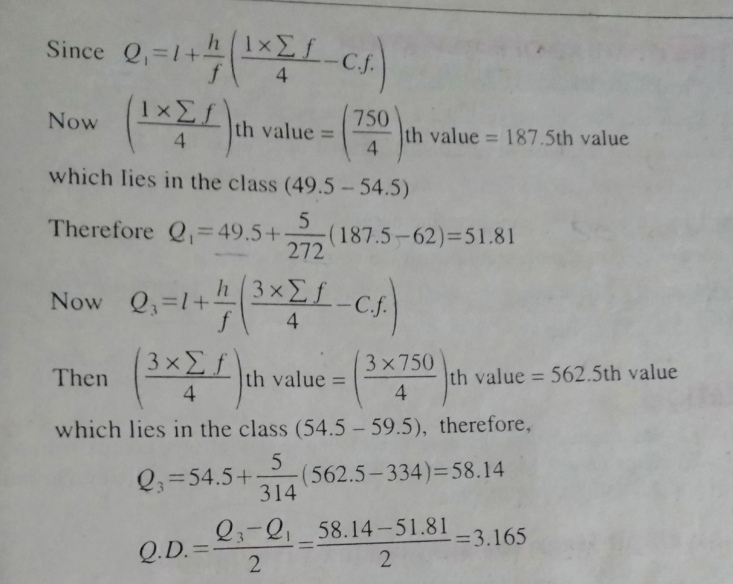 Since Q₁=l+h/f(1×∑f/4−C.f.)
Now (1×∑f/4)th value = (750/4)th value = 187.5th value
which lies in the class (49.5 – 54.5)
Therefore Q₁=49.5+5/272(187.5−62)=51.81
Now Q₃=l+h/f(3×∑f/4−C.f.)
Then (3×∑f/4)th value = (3×750/4)th value = 562.5th value
which lies in the class (54.5 – 59.5), therefore,
Q₃=54.5+5/314(562.5−334)=58.14
Q.D.=Q₃−Q₁/2=58.14−51.81/2=3.165